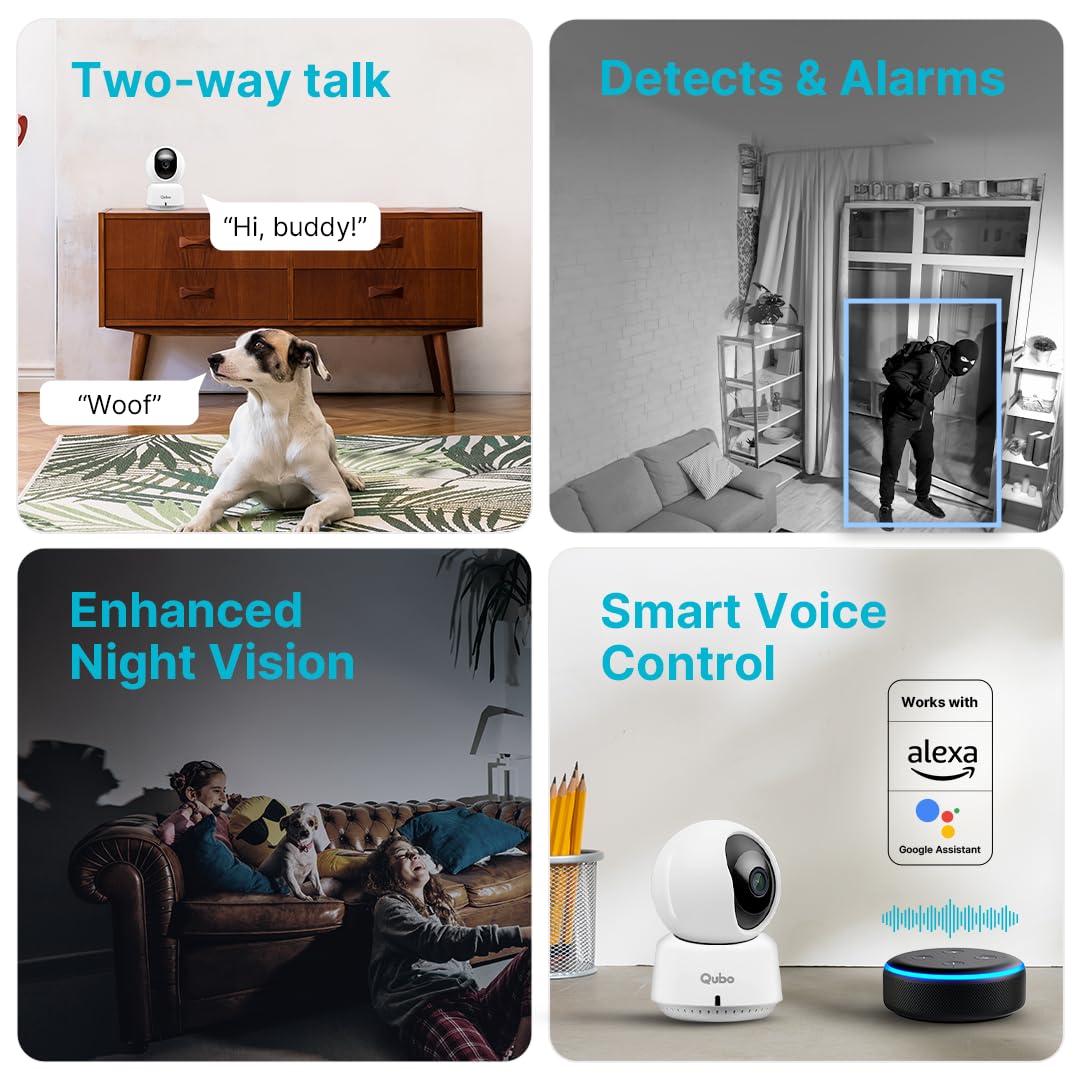 Two-way talk
Qubo
“Hi, buddy!”
“Woof”
Detects & Alarms
Enhanced
Night Vision
Smart Voice
Control
Works with
alexa
Google Assistant
Qubo